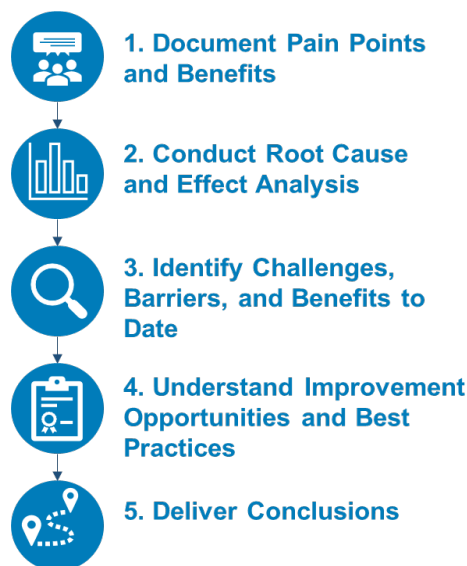 1. Document Pain Points
and Benefits
2. Conduct Root Cause
and Effect Analysis
3. Identify Challenges,
Barriers, and Benefits to
Date
4. Understand Improvement
Opportunities and Best
Practices
5. Deliver Conclusions